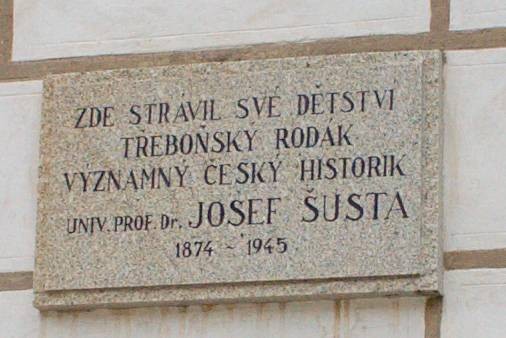 ZDE STRÁVIL SVÉ DĚTSTVÍ
TŘEBOŇSKÝ RODÁK
VÝZNAMNÝ ČESKÝ HISTORIK
UNIV. PROF. Dr. JOSEF ŠUSTA
1874 ~ 1945